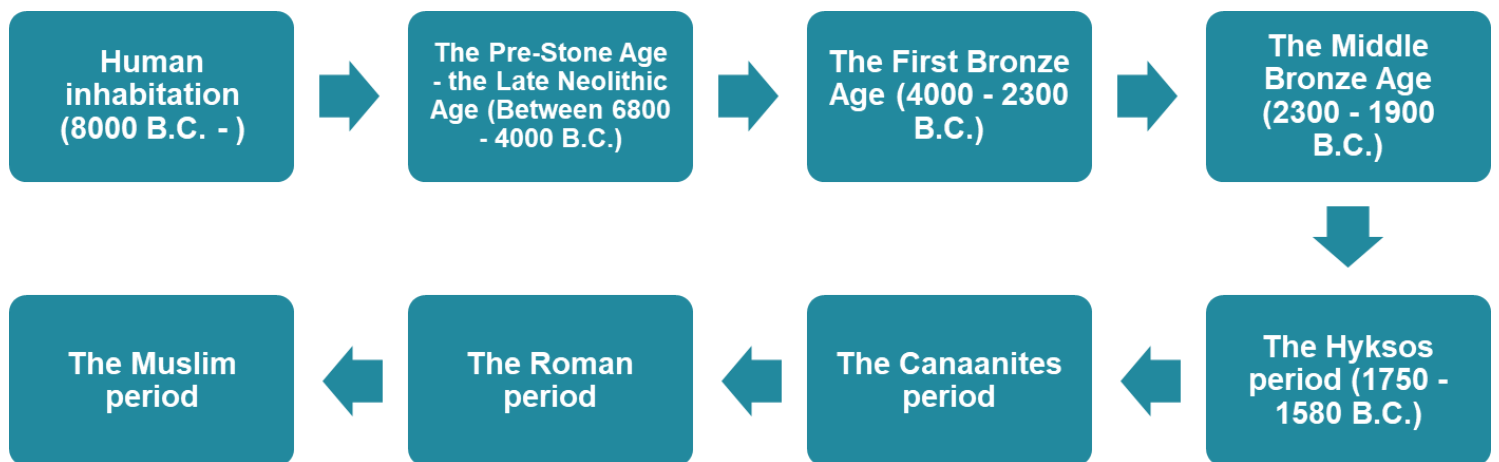 Human
inhabitation
(8000 B.C. - )
The Pre-Stone Age
- the Late Neolithic
Age (Between 6800
- 4000 B.C.)
The First Bronze
Age (4000 - 2300
B.C.)
The Middle
Bronze Age
(2300 - 1900
B.C.)
The Hyksos
period (1750 -
1580 B.C.)
The Canaanites
period
The Roman
period
The Muslim
period